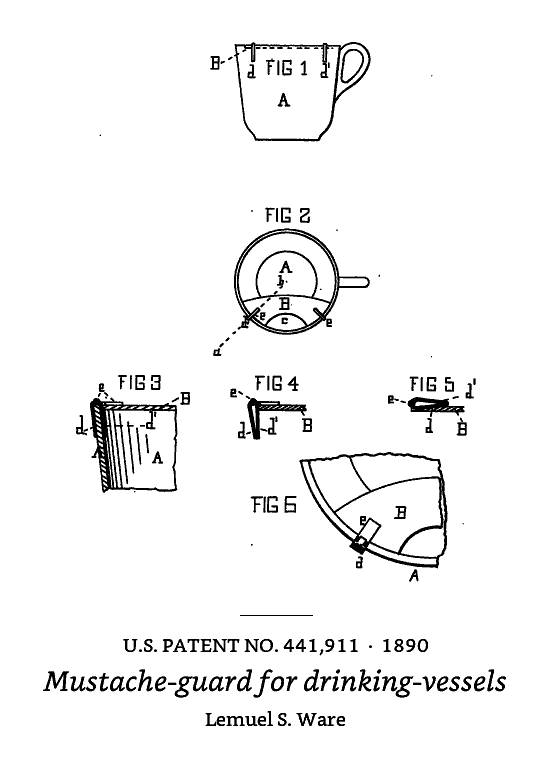 B
d FIG 1 d'
A
FIG 2
A
b
B
e c e
d
a
FIG 3 FIG 4 FIG 5
e B e e d'
d d' d d' B d B
A A
FIG 6
e B
d
A
U.S. PATENT NO. 441,911 · 1890
Mustache-guard for drinking-vessels
Lemuel S. Ware